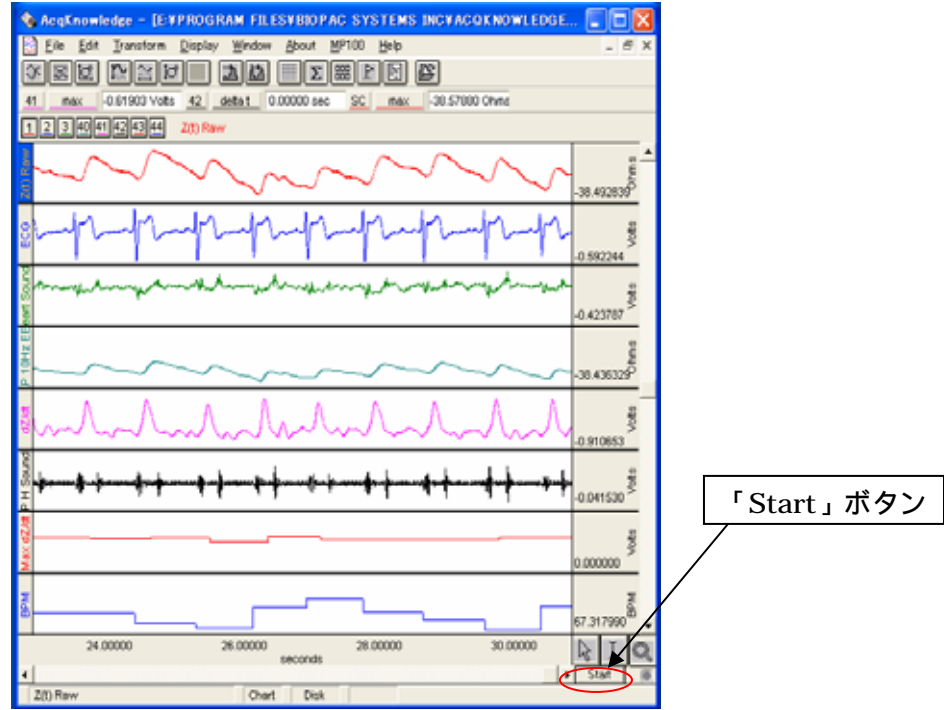 AcqKnowledge - [E:¥PROGRAM FILES¥BIOPAC SYSTEMS INC¥ACQKNOWLEDGE...
File Edit Transform Display Window About MP100 Help
41 max -0.61903 Volts 42 delta t 0.00000 sec SC max -38.57880 Ohms
1 2 3 40 41 42 43 44 Z(t) Raw
Z(t) Raw
-38.492839 Ohms
ECG
-0.592244 Volts
Heart Sound
-0.423787 Volts
P 10Hz
-38.436329 Ohms
dZ/dt
-0.910653 Volts
P H Sound
-0.041530 Volts
Max dZ/dt
0.000000 Volts
BPM
67.317990 BPM
24.00000 26.00000 28.00000 30.00000
seconds
Start
Z(t) Raw Chart Disk
「Start」ボタン